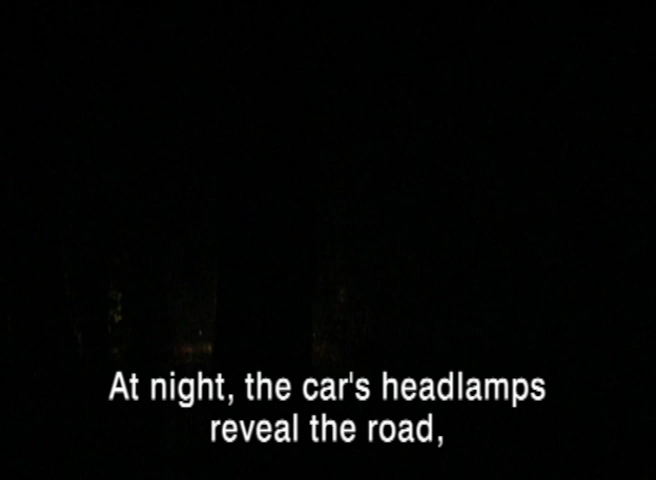 At night, the car's headlamps
reveal the road,